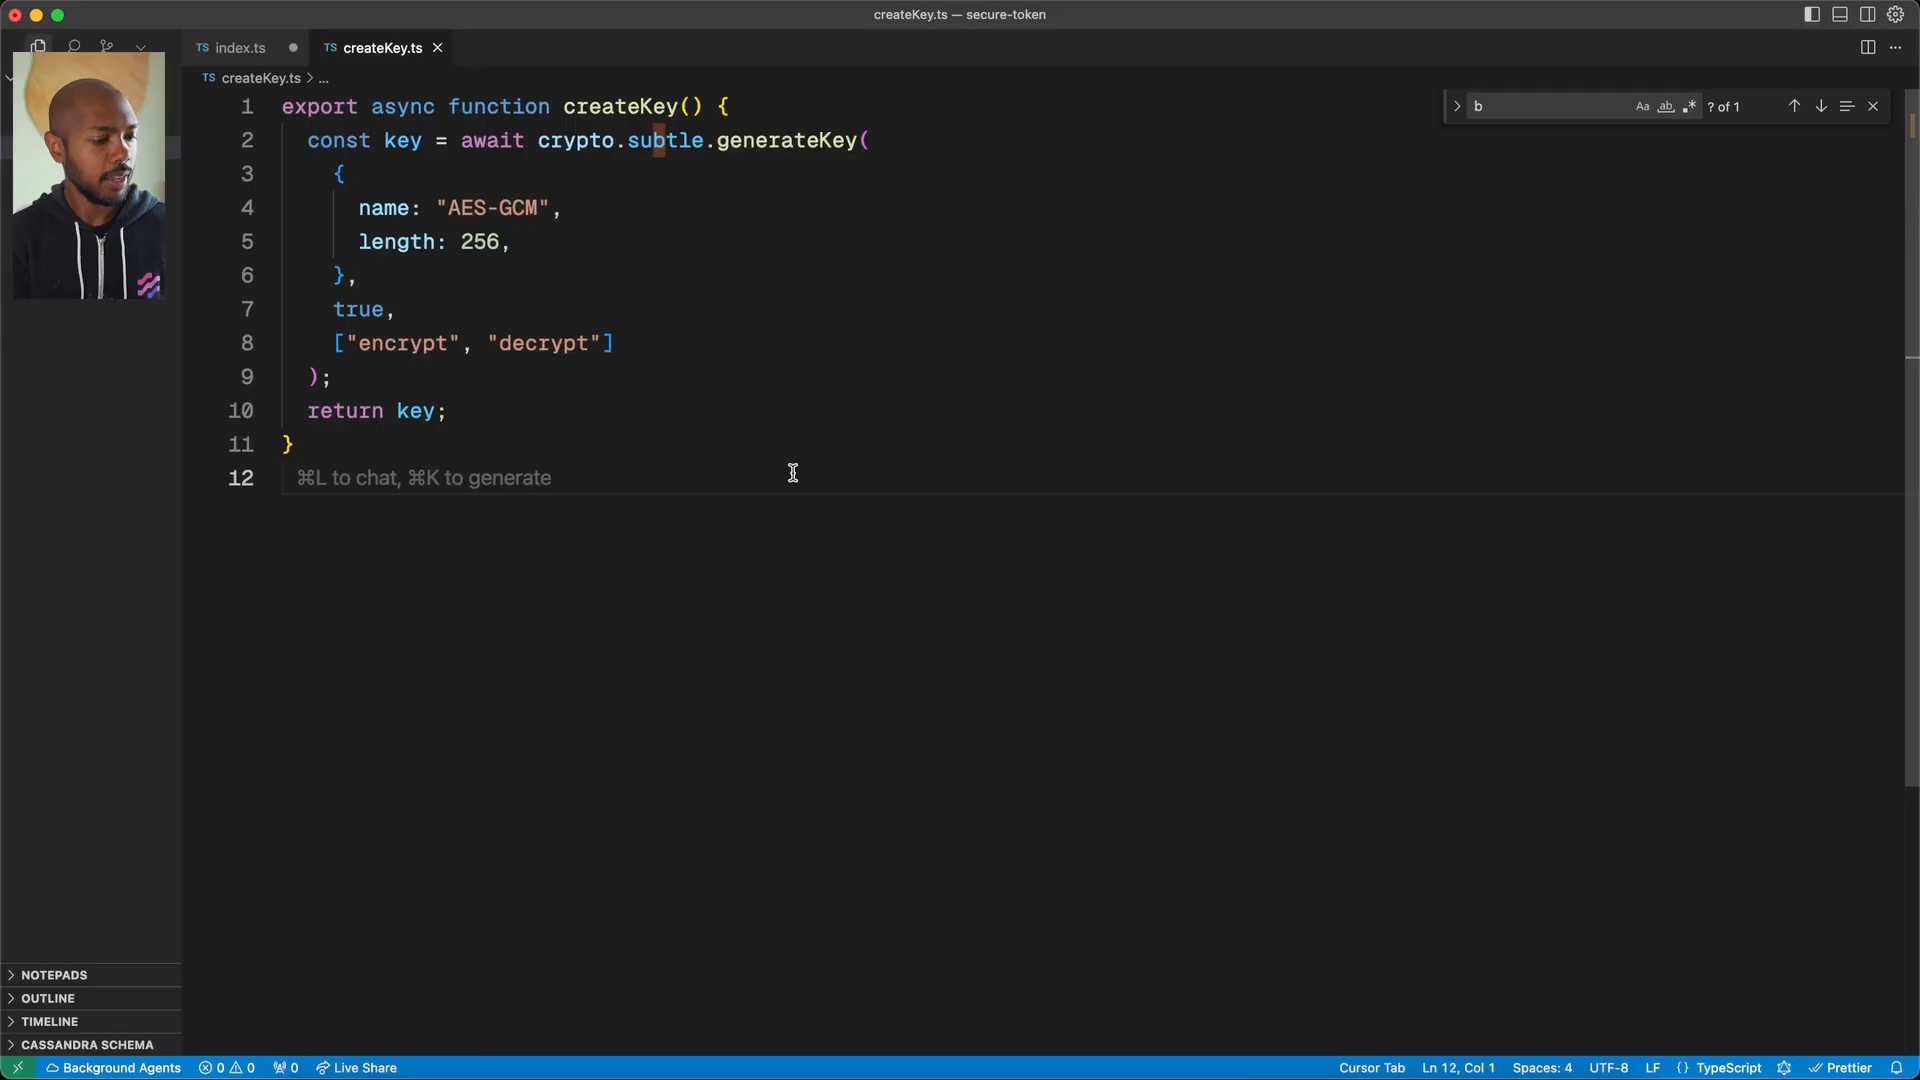 createKey.ts — secure-token
TS index.ts
TS createKey.ts
TS createKey.ts > ...
b
Aa
ab
.*
? of 1
1 export async function createKey() {
2 const key = await crypto.subtle.generateKey(
3 {
4 name: "AES-GCM",
5 length: 256,
6 },
7 true,
8 ["encrypt", "decrypt"]
9 );
10 return key;
11 }
12 ⌘L to chat, ⌘K to generate
NOTEPADS
OUTLINE
TIMELINE
CASSANDRA SCHEMA
Background Agents 0 0 0 Live Share Cursor Tab Ln 12, Col 1 Spaces: 4 UTF-8 LF {} TypeScript Prettier